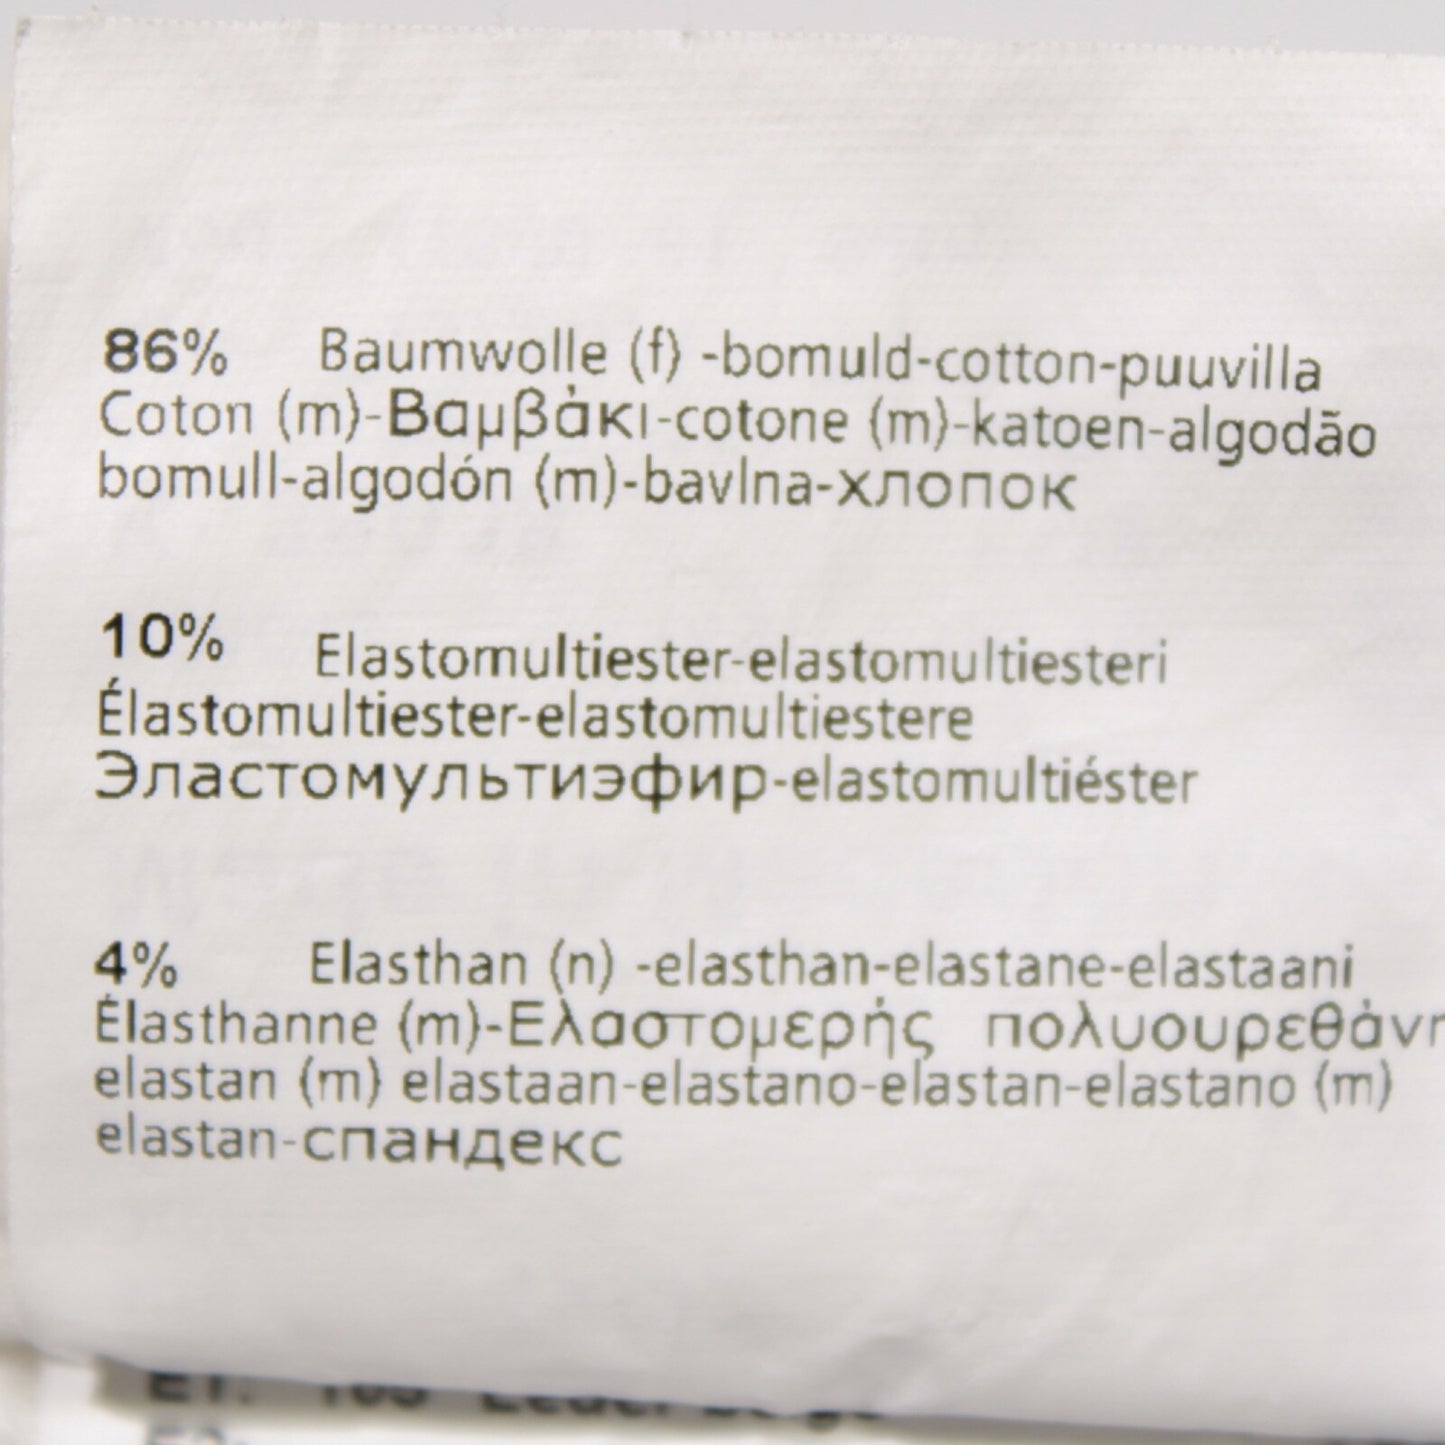 86% Baumwolle (f) -bomuld-cotton-puuvilla
Coton (m)-Βαμβάκι-cotone (m)-katoen-algodão
bomull-algodón (m)-bavlna-хлопок
10% Elastomultiester-elastomultiesteri
Élastomultiester-elastomultiestere
Эластомультиэфир-elastomultiéster
4% Elasthan (n) -elasthan-elastane-elastaani
Élasthanne (m)-Ελαστομερής
elastan (m) elastaan-elastano-elastan-elastano (m)
elastan-спандекс